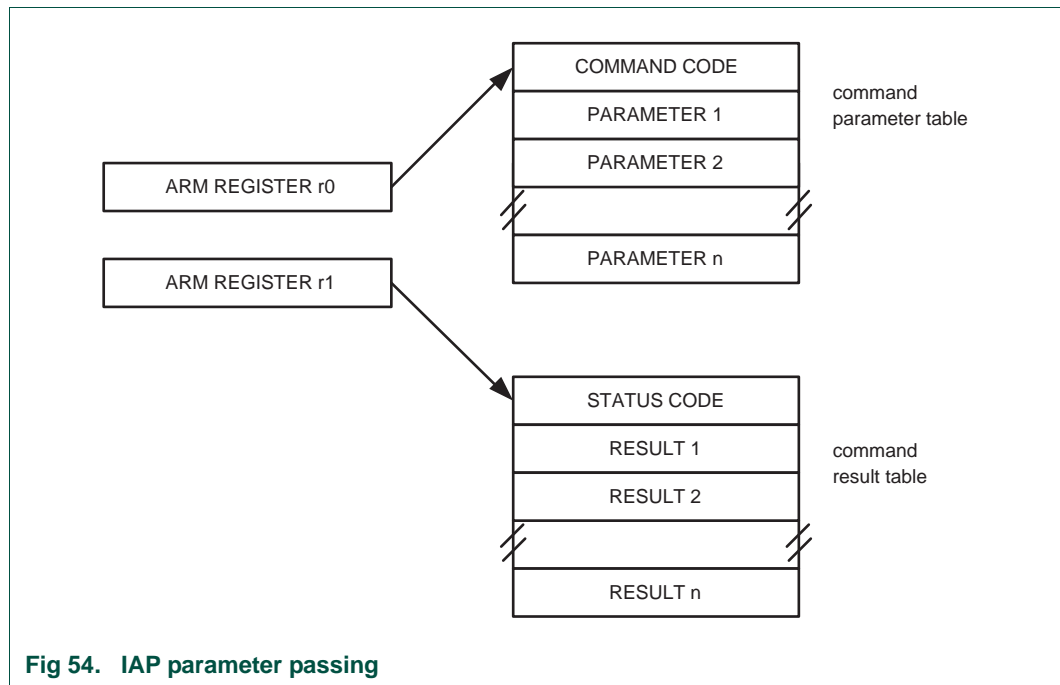 COMMAND CODE
PARAMETER 1
command
parameter table
PARAMETER 2
ARM REGISTER r0
PARAMETER n
ARM REGISTER r1
STATUS CODE
RESULT 1
command
result table
RESULT 2
RESULT n
Fig 54. IAP parameter passing